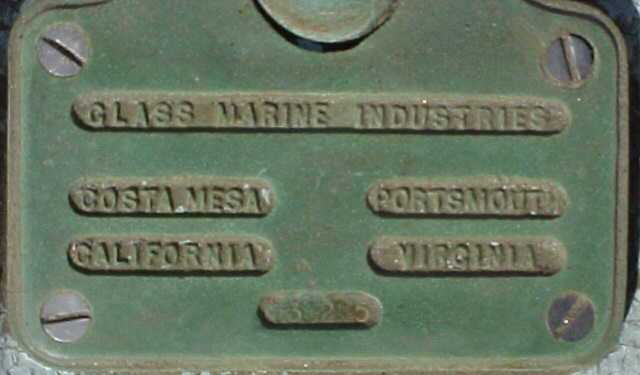 GLASS MARINE INDUSTRIES
COSTA MESA
PORTSMOUTH
CALIFORNIA
VIRGINIA